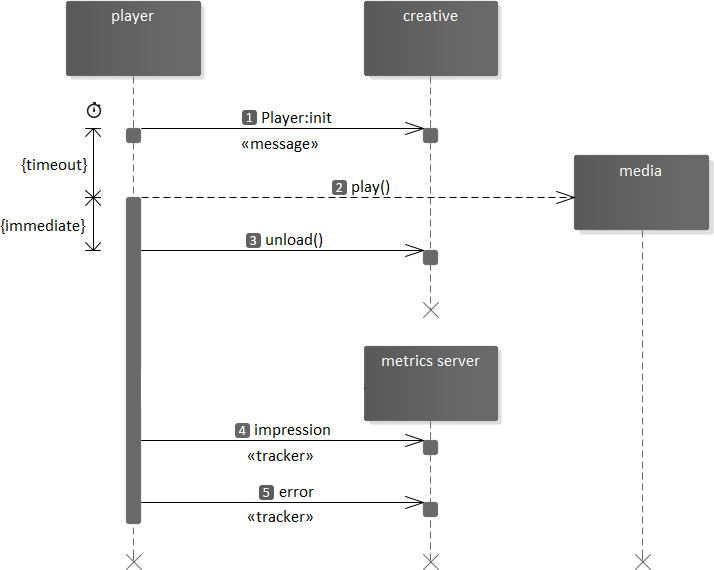 player
creative
1 Player:init
«message»
{timeout}
media
2 play()
{immediate}
3 unload()
metrics server
4 impression
«tracker»
5 error
«tracker»